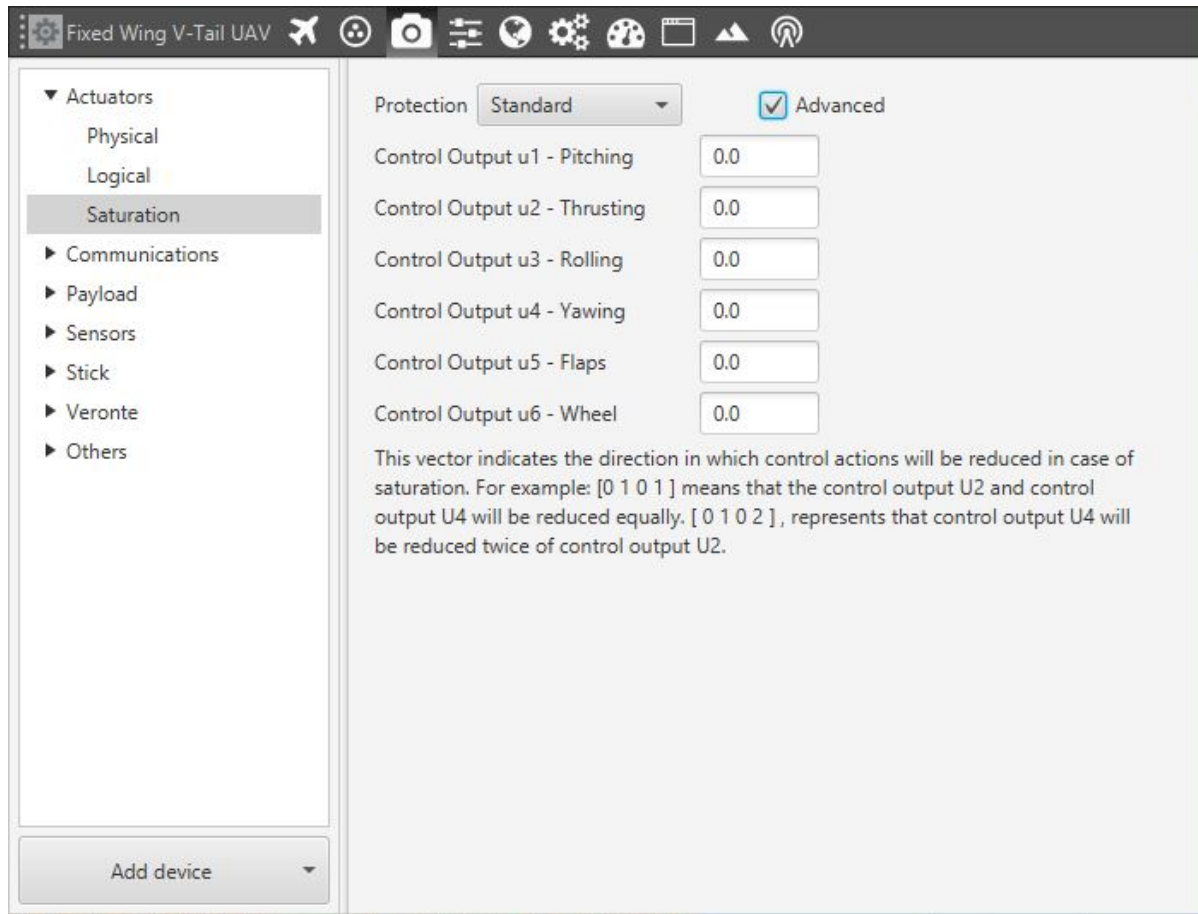 Fixed Wing V-Tail UAV
Actuators
Physical
Logical
Saturation
Communications
Payload
Sensors
Stick
Veronte
Others
Add device
Protection Standard Advanced
Control Output u1 - Pitching 0.0
Control Output u2 - Thrusting 0.0
Control Output u3 - Rolling 0.0
Control Output u4 - Yawing 0.0
Control Output u5 - Flaps 0.0
Control Output u6 - Wheel 0.0
This vector indicates the direction in which control actions will be reduced in case of
saturation. For example: [0 1 0 1 ] means that the control output U2 and control
output U4 will be reduced equally. [ 0 1 0 2 ] , represents that control output U4 will
be reduced twice of control output U2.